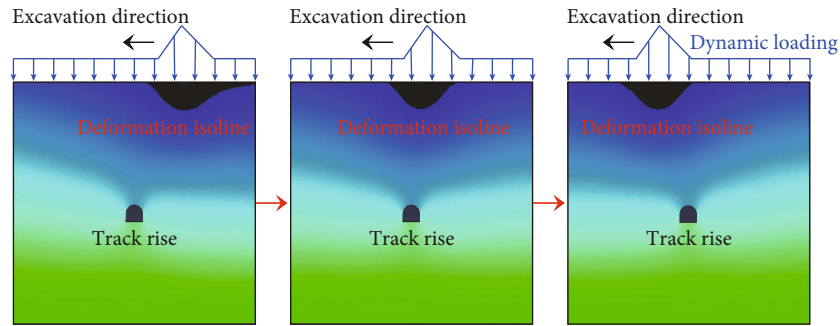 Excavation direction
Excavation direction
Excavation direction
Dynamic loading
Deformation isoline
Deformation isoline
Deformation isoline
Track rise
Track rise
Track rise